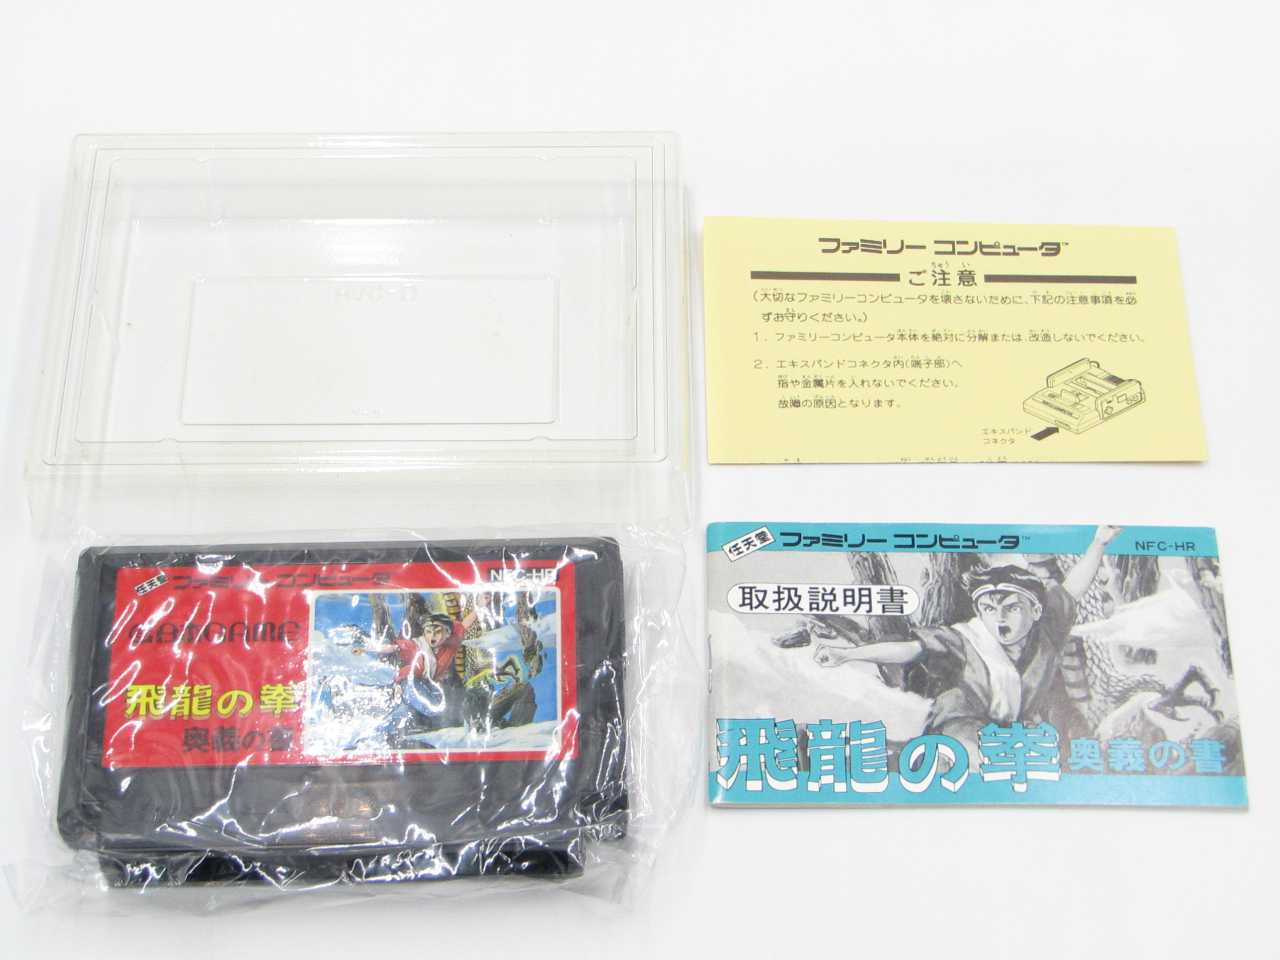 ファミリー コンピュータ™
ちゅう い
ご注意
(大切なファミリーコンピュータを壊さないために、下記の注意事項を必
ずお守りください。)
1．ファミリーコンピュータ本体を絶対に分解または、改造しないでください。
2．エキスパンドコネクタ内(端子部)へ
指や金属片を入れないでください。
故障の原因となります。
エキスパンド
コネクタ
任天堂 ファミリー コンピュータ NFC-HR
飛龍の拳
奥義の書
任天堂 ファミリー コンピュータ™ NFC-HR
取扱説明書
飛龍の拳 奥義の書